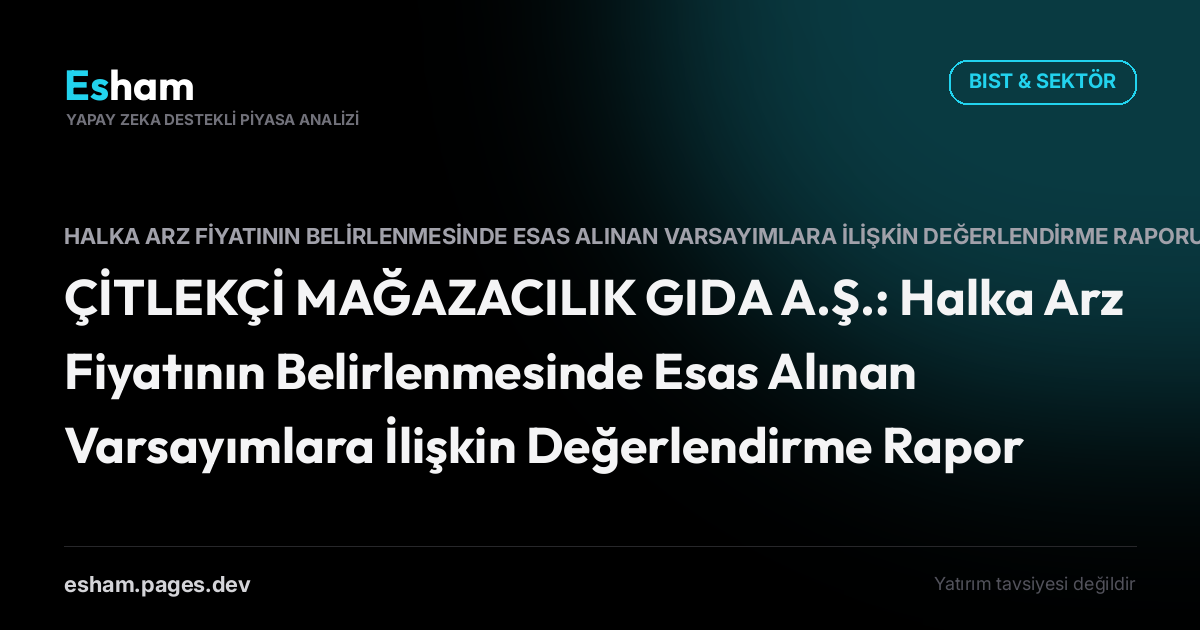 Esham
BIST & SEKTÖR
YAPAY ZEKA DESTEKLİ PİYASA ANALİZİ
HALKA ARZ FİYATININ BELİRLENMESİNDE ESAS ALINAN VARSAYIMLARA İLİŞKİN DEĞERLENDİRME RAPORU
ÇİTLEKÇİ MAĞAZACILIK GIDA A.Ş.: Halka Arz
Fiyatının Belirlenmesinde Esas Alınan
Varsayımlara İlişkin Değerlendirme Rapor
esham.pages.dev
Yatırım tavsiyesi değildir